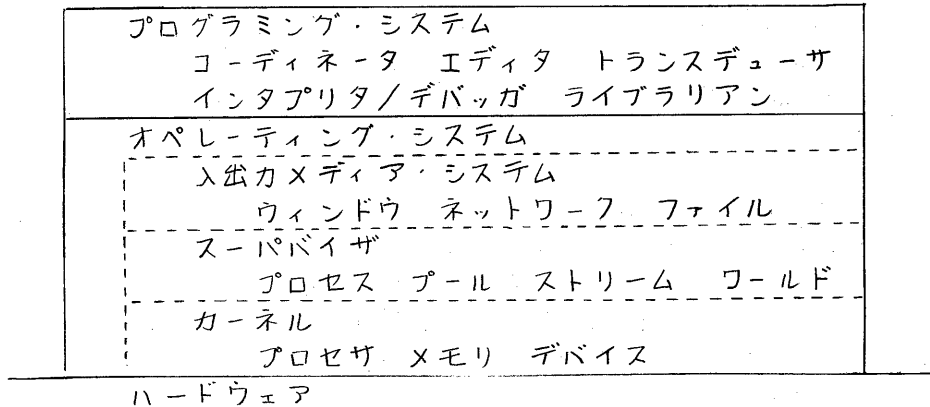 プログラミング・システム
コーディネータ エディタ トランスデューサ
インタプリタ/デバッガ ライブラリアン
オペレーティング・システム
入出力メディア・システム
ウィンドウ ネットワーク ファイル
スーパバイザ
プロセス プール ストリーム ワールド
カーネル
プロセサ メモリ デバイス
ハードウェア